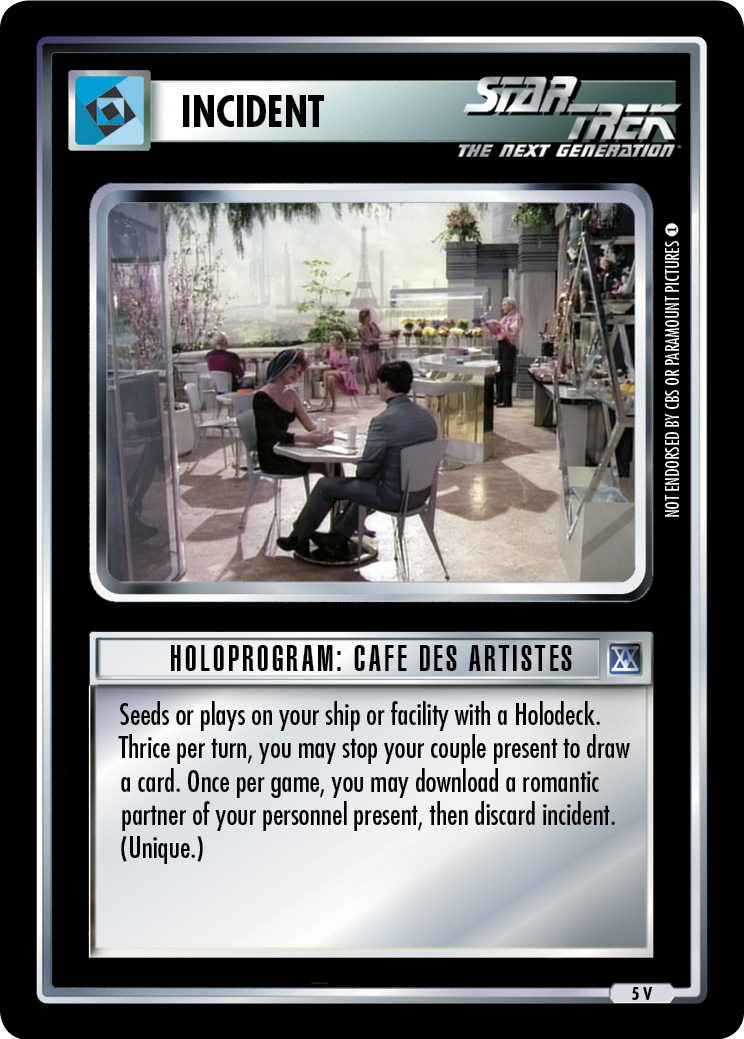 INCIDENT
STAR TREK
THE NEXT GENERATION
NOT ENDORSED BY CBS OR PARAMOUNT PICTURES 1
HOLOPROGRAM: CAFE DES ARTISTES
Seeds or plays on your ship or facility with a Holodeck.
Thrice per turn, you may stop your couple present to draw
a card. Once per game, you may download a romantic
partner of your personnel present, then discard incident.
(Unique.)
5 V